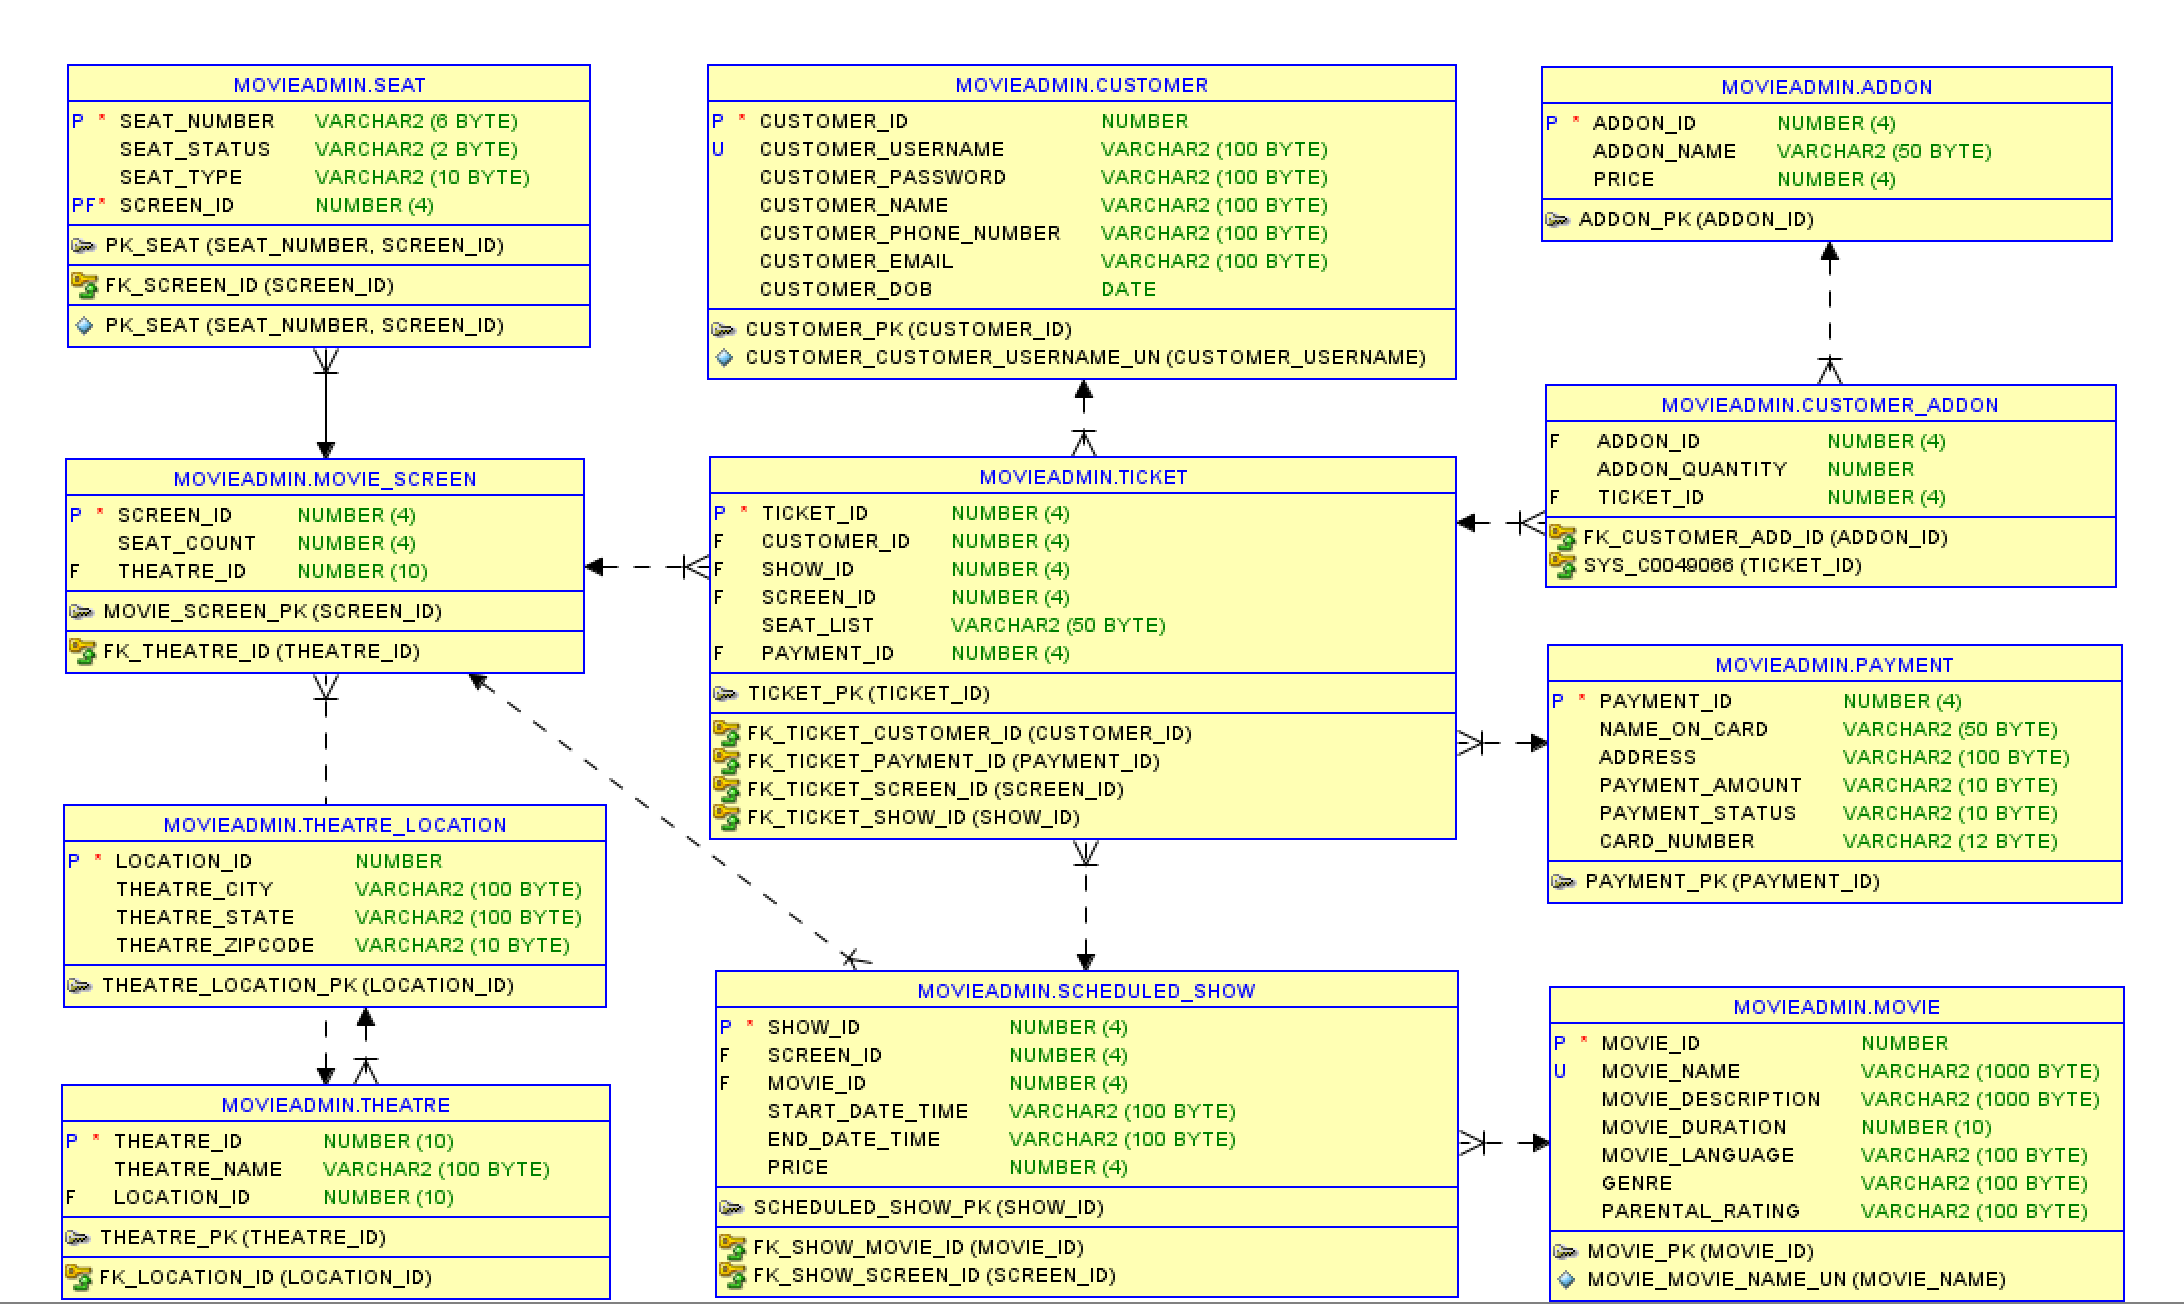 MOVIEADMIN.SEAT
P * SEAT_NUMBER VARCHAR2 (6 BYTE)
SEAT_STATUS VARCHAR2 (2 BYTE)
SEAT_TYPE VARCHAR2 (10 BYTE)
PF* SCREEN_ID NUMBER (4)
PK_SEAT (SEAT_NUMBER, SCREEN_ID)
FK_SCREEN_ID (SCREEN_ID)
PK_SEAT (SEAT_NUMBER, SCREEN_ID)
MOVIEADMIN.CUSTOMER
P * CUSTOMER_ID NUMBER
U CUSTOMER_USERNAME VARCHAR2 (100 BYTE)
CUSTOMER_PASSWORD VARCHAR2 (100 BYTE)
CUSTOMER_NAME VARCHAR2 (100 BYTE)
CUSTOMER_PHONE_NUMBER VARCHAR2 (100 BYTE)
CUSTOMER_EMAIL VARCHAR2 (100 BYTE)
CUSTOMER_DOB DATE
CUSTOMER_PK (CUSTOMER_ID)
CUSTOMER_CUSTOMER_USERNAME_UN (CUSTOMER_USERNAME)
MOVIEADMIN.ADDON
P * ADDON_ID NUMBER (4)
ADDON_NAME VARCHAR2 (50 BYTE)
PRICE NUMBER (4)
ADDON_PK (ADDON_ID)
MOVIEADMIN.CUSTOMER_ADDON
F ADDON_ID NUMBER (4)
ADDON_QUANTITY NUMBER
F TICKET_ID NUMBER (4)
FK_CUSTOMER_ADD_ID (ADDON_ID)
SYS_C0049066 (TICKET_ID)
MOVIEADMIN.MOVIE_SCREEN
P * SCREEN_ID NUMBER (4)
SEAT_COUNT NUMBER (4)
F THEATRE_ID NUMBER (10)
MOVIE_SCREEN_PK (SCREEN_ID)
FK_THEATRE_ID (THEATRE_ID)
MOVIEADMIN.TICKET
P * TICKET_ID NUMBER (4)
F CUSTOMER_ID NUMBER (4)
F SHOW_ID NUMBER (4)
F SCREEN_ID NUMBER (4)
SEAT_LIST VARCHAR2 (50 BYTE)
F PAYMENT_ID NUMBER (4)
TICKET_PK (TICKET_ID)
FK_TICKET_CUSTOMER_ID (CUSTOMER_ID)
FK_TICKET_PAYMENT_ID (PAYMENT_ID)
FK_TICKET_SCREEN_ID (SCREEN_ID)
FK_TICKET_SHOW_ID (SHOW_ID)
MOVIEADMIN.PAYMENT
P * PAYMENT_ID NUMBER (4)
NAME_ON_CARD VARCHAR2 (50 BYTE)
ADDRESS VARCHAR2 (100 BYTE)
PAYMENT_AMOUNT VARCHAR2 (10 BYTE)
PAYMENT_STATUS VARCHAR2 (10 BYTE)
CARD_NUMBER VARCHAR2 (12 BYTE)
PAYMENT_PK (PAYMENT_ID)
MOVIEADMIN.THEATRE_LOCATION
P * LOCATION_ID NUMBER
THEATRE_CITY VARCHAR2 (100 BYTE)
THEATRE_STATE VARCHAR2 (100 BYTE)
THEATRE_ZIPCODE VARCHAR2 (10 BYTE)
THEATRE_LOCATION_PK (LOCATION_ID)
MOVIEADMIN.THEATRE
P * THEATRE_ID NUMBER (10)
THEATRE_NAME VARCHAR2 (100 BYTE)
F LOCATION_ID NUMBER (10)
THEATRE_PK (THEATRE_ID)
FK_LOCATION_ID (LOCATION_ID)
MOVIEADMIN.SCHEDULED_SHOW
P * SHOW_ID NUMBER (4)
F SCREEN_ID NUMBER (4)
F MOVIE_ID NUMBER (4)
START_DATE_TIME VARCHAR2 (100 BYTE)
END_DATE_TIME VARCHAR2 (100 BYTE)
PRICE NUMBER (4)
SCHEDULED_SHOW_PK (SHOW_ID)
FK_SHOW_MOVIE_ID (MOVIE_ID)
FK_SHOW_SCREEN_ID (SCREEN_ID)
MOVIEADMIN.MOVIE
P * MOVIE_ID NUMBER
U MOVIE_NAME VARCHAR2 (1000 BYTE)
MOVIE_DESCRIPTION VARCHAR2 (1000 BYTE)
MOVIE_DURATION NUMBER (10)
MOVIE_LANGUAGE VARCHAR2 (100 BYTE)
GENRE VARCHAR2 (100 BYTE)
PARENTAL_RATING VARCHAR2 (100 BYTE)
MOVIE_PK (MOVIE_ID)
MOVIE_MOVIE_NAME_UN (MOVIE_NAME)